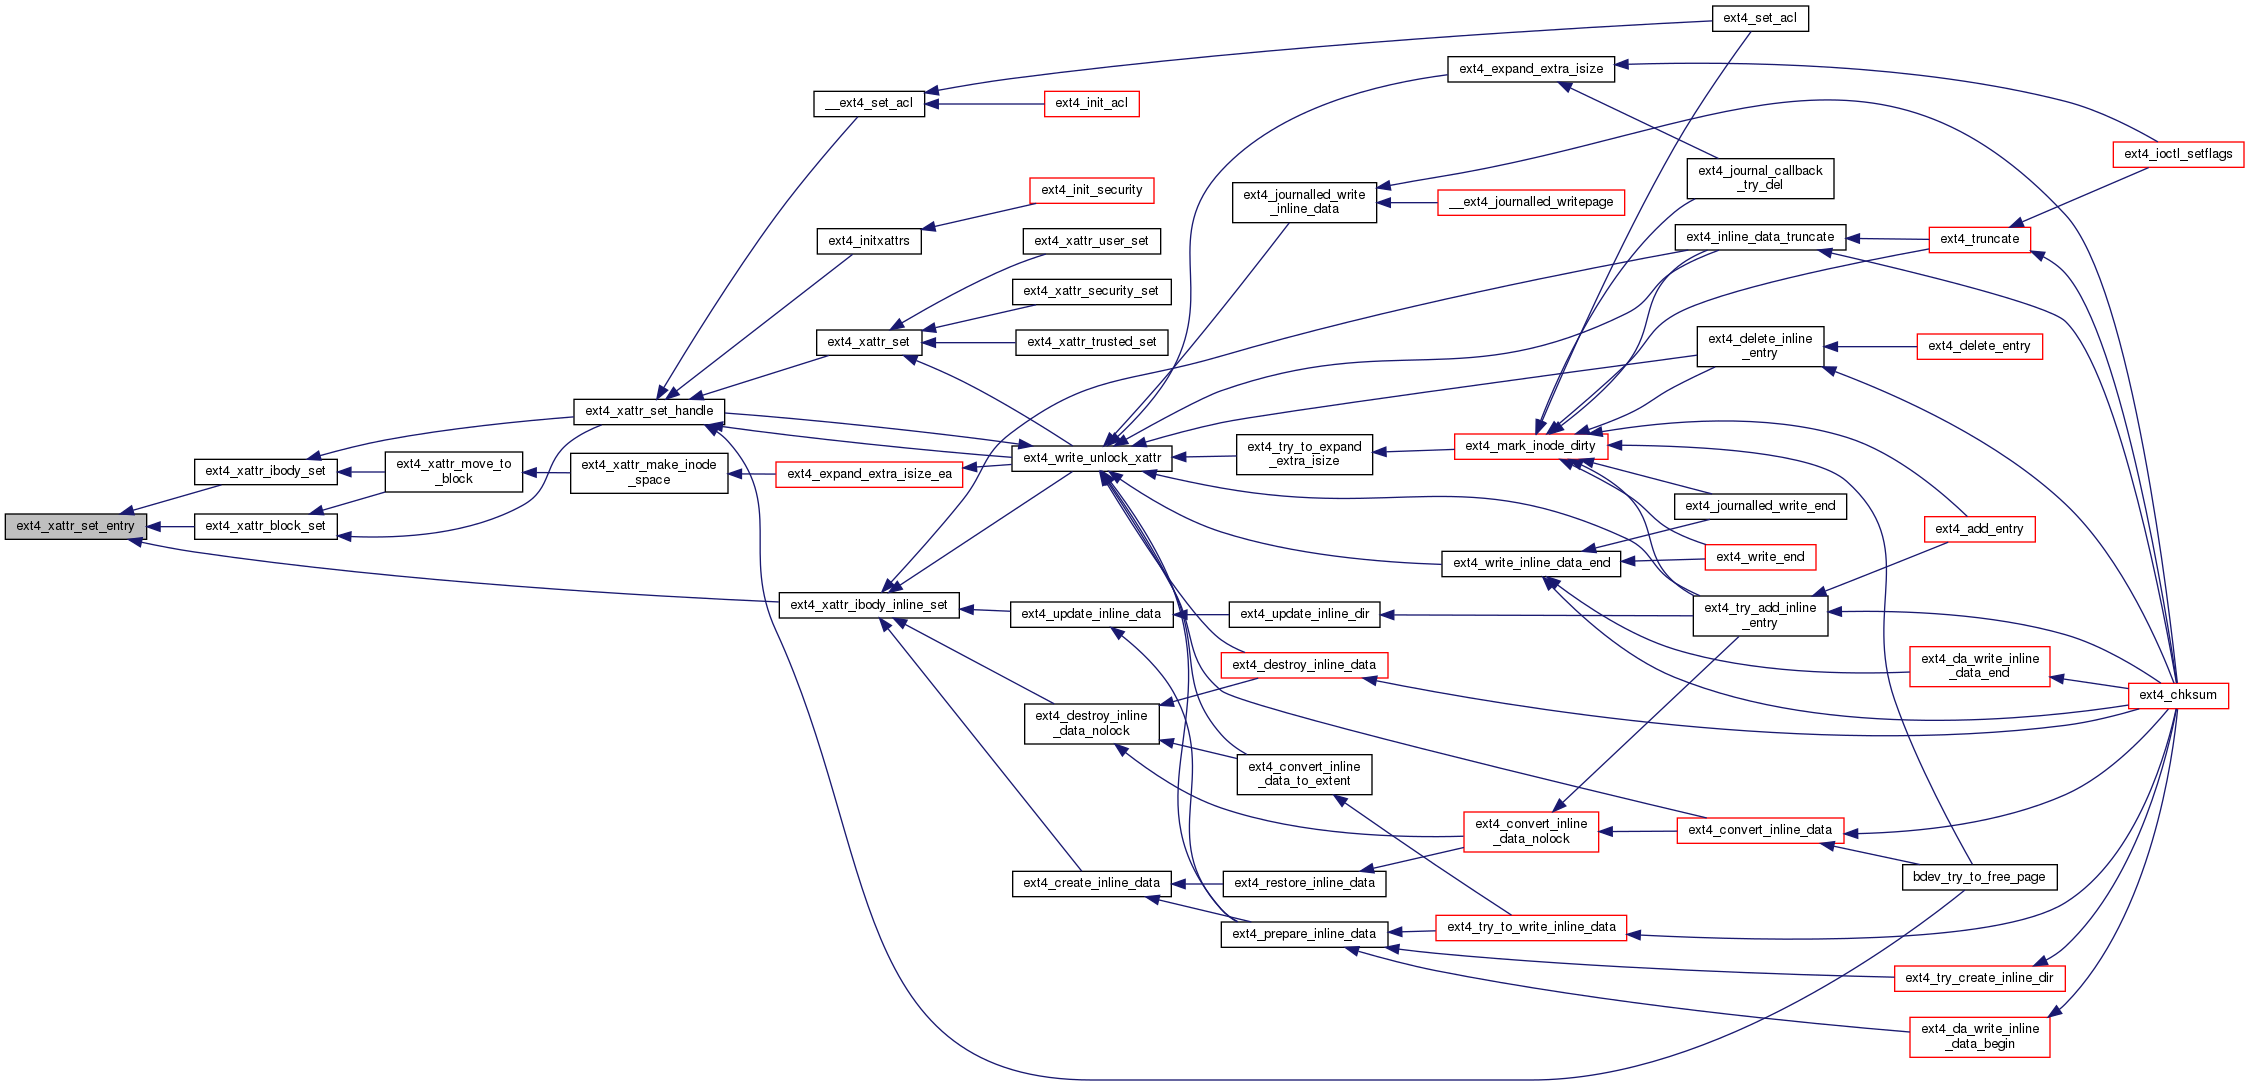 ext4_set_acl
ext4_expand_extra_isize
__ext4_set_acl
ext4_init_acl
ext4_ioctl_setflags
ext4_journal_callback
_try_del
ext4_init_security
ext4_journalled_write
_inline_data
__ext4_journalled_writepage
ext4_initxattrs
ext4_xattr_user_set
ext4_inline_data_truncate
ext4_truncate
ext4_xattr_security_set
ext4_xattr_set
ext4_xattr_trusted_set
ext4_delete_inline
_entry
ext4_delete_entry
ext4_xattr_set_handle
ext4_write_unlock_xattr
ext4_try_to_expand
_extra_isize
ext4_mark_inode_dirty
ext4_xattr_ibody_set
ext4_xattr_move_to
_block
ext4_xattr_make_inode
_space
ext4_expand_extra_isize_ea
ext4_journalled_write_end
ext4_xattr_set_entry
ext4_xattr_block_set
ext4_add_entry
ext4_write_inline_data_end
ext4_write_end
ext4_xattr_ibody_inline_set
ext4_update_inline_data
ext4_update_inline_dir
ext4_try_add_inline
_entry
ext4_destroy_inline_data
ext4_da_write_inline
_data_end
ext4_chksum
ext4_destroy_inline
_data_nolock
ext4_convert_inline
_data_to_extent
ext4_convert_inline
_data_nolock
ext4_convert_inline_data
ext4_create_inline_data
ext4_restore_inline_data
bdev_try_to_free_page
ext4_prepare_inline_data
ext4_try_to_write_inline_data
ext4_try_create_inline_dir
ext4_da_write_inline
_data_begin